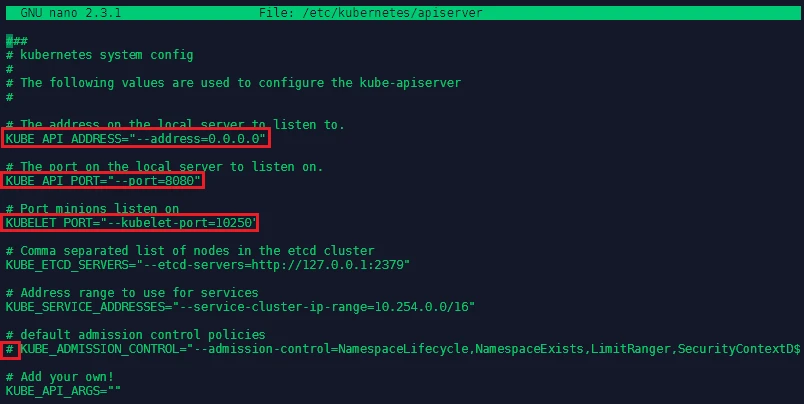 GNU nano 2.3.1 File: /etc/kubernetes/apiserver
###
# kubernetes system config
#
# The following values are used to configure the kube-apiserver
#
# The address on the local server to listen to.
KUBE_API_ADDRESS="--address=0.0.0.0"
# The port on the local server to listen on.
KUBE_API_PORT="--port=8080"
# Port minions listen on
KUBELET_PORT="--kubelet-port=10250"
# Comma separated list of nodes in the etcd cluster
KUBE_ETCD_SERVERS="--etcd-servers=http://127.0.0.1:2379"
# Address range to use for services
KUBE_SERVICE_ADDRESSES="--service-cluster-ip-range=10.254.0.0/16"
# default admission control policies
# KUBE_ADMISSION_CONTROL="--admission-control=NamespaceLifecycle,NamespaceExists,LimitRanger,SecurityContextD$
# Add your own!
KUBE_API_ARGS=""